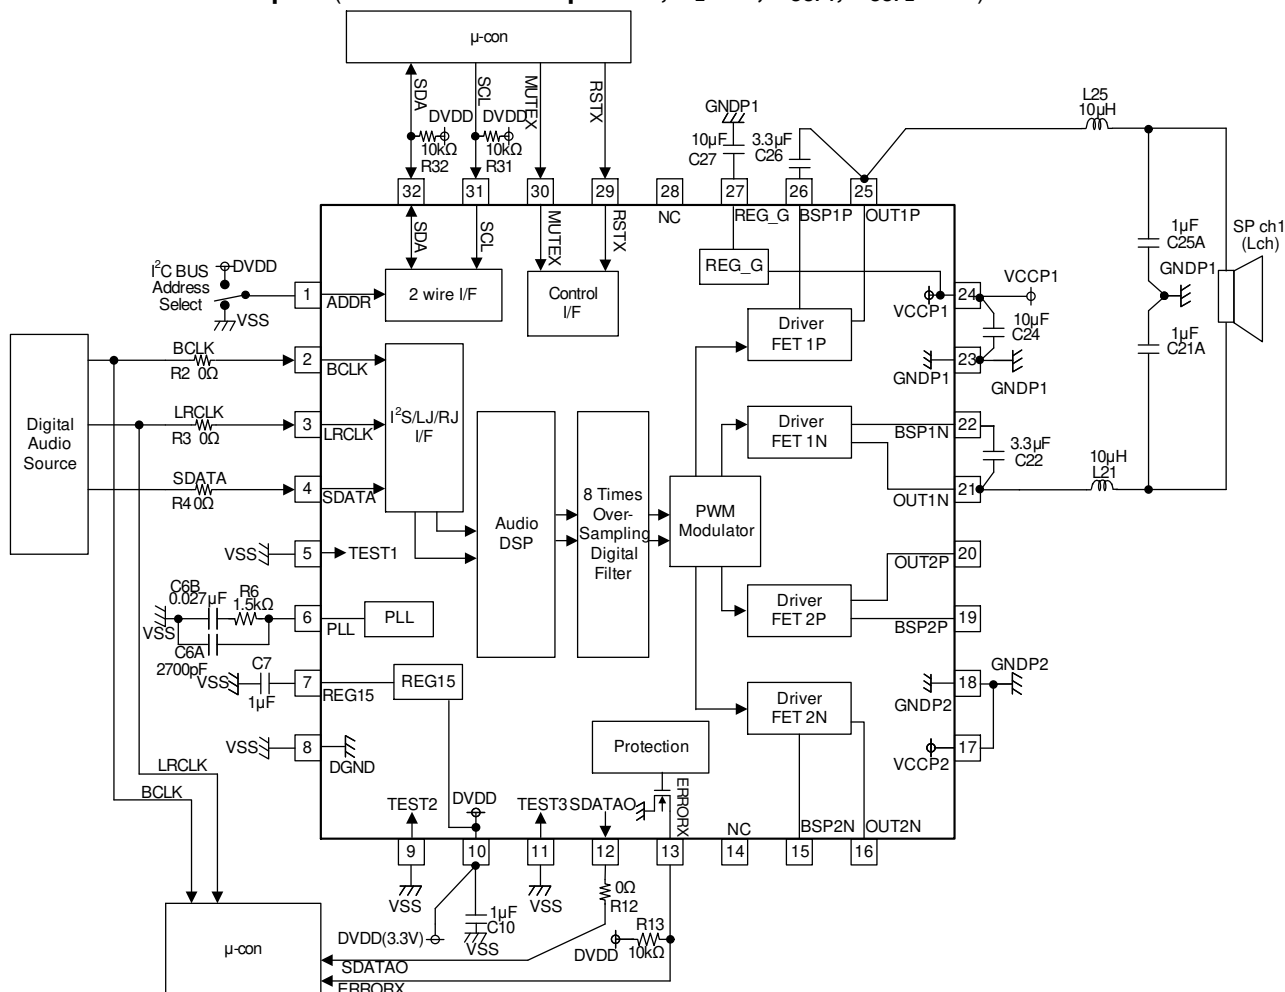 µ-con
SDA
SCL
MUTEX
RSTX
DVDD
DVDD
10kΩ
R32
10kΩ
R31
GNDP1
10µF
C27
3.3µF
C26
L25
10µH
32
31
30
29
28
27
26
25
NC
REG_G
BSP1P
OUT1P
SDA
SCL
MUTEX
RSTX
REG_G
1µF
C25A
GNDP1
SP ch1
(Lch)
I²C BUS
Address
Select
DVDD
VSS
1
ADDR
2 wire I/F
Control
I/F
VCCP1
24
VCCP1
10µF
C24
Driver
FET 1P
1µF
C21A
BCLK
R2 0Ω
2
BCLK
23
GNDP1
GNDP1
Digital
Audio
Source
LRCLK
R3 0Ω
3
LRCLK
I²S/LJ/RJ
I/F
Driver
FET 1N
22
BSP1N
3.3µF
C22
SDATA
R4 0Ω
4
SDATA
21
OUT1N
10µH
L21
Audio
DSP
8 Times
Over-
Sampling
Digital
Filter
PWM
Modulator
VSS
5
TEST1
20
OUT2P
C6B
0.027µF
R6
1.5kΩ
VSS
C6A
2700pF
6
PLL
PLL
Driver
FET 2P
19
BSP2P
VSS
C7
1µF
7
REG15
REG15
18
GNDP2
GNDP2
Driver
FET 2N
VSS
8
DGND
Protection
17
VCCP2
LRCLK
BCLK
TEST2
DVDD
TEST3
SDATAO
ERRORX
NC
BSP2N
OUT2N
9
10
11
12
13
14
15
16
VSS
1µF
C10
VSS
VSS
0Ω
R12
DVDD(3.3V)
DVDD
R13
10kΩ
µ-con
SDATAO
ERRORX